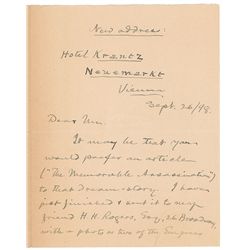 New address:
Hotel Krantz
Neuemarkt
Vienna
Sept. 26/98.
Dear Mr.
It may be that you
would prefer an article
("The Memorable Assassination")
to that dream-story. I have
just finished & it to my
friend H. H. Rogers, Esq, 26 Broadway,
with a photo or two of the Empress